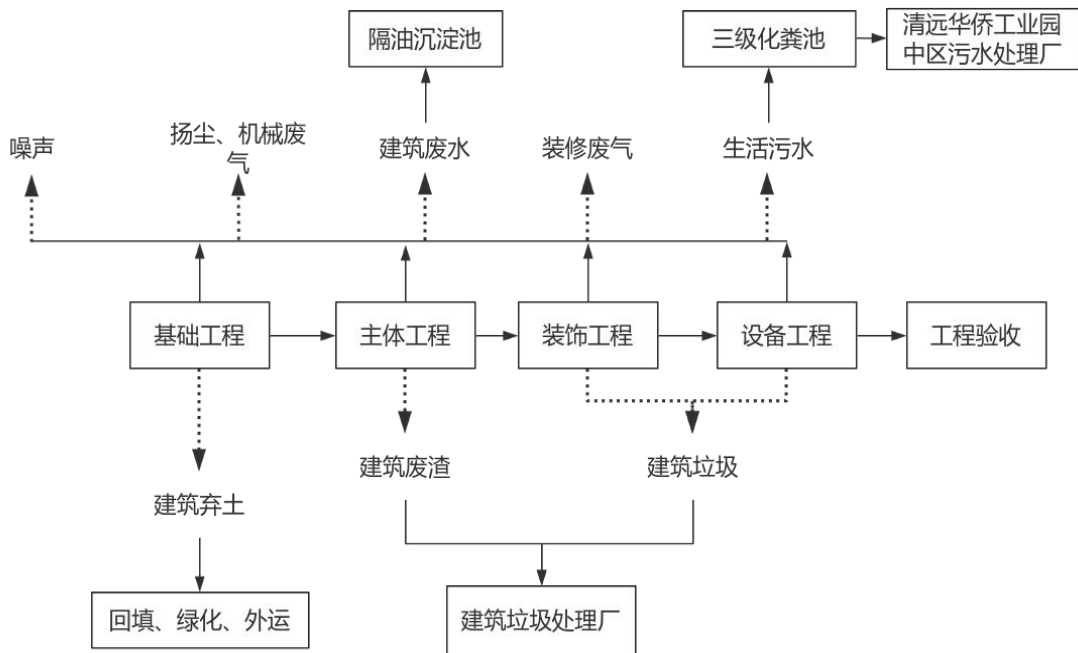 隔油沉淀池
三级化粪池
清远华侨工业园
中区污水处理厂
噪声
扬尘、机械废
气
建筑废水
装修废气
生活污水
基础工程
主体工程
装饰工程
设备工程
工程验收
建筑废渣
建筑垃圾
建筑弃土
回填、绿化、外运
建筑垃圾处理厂